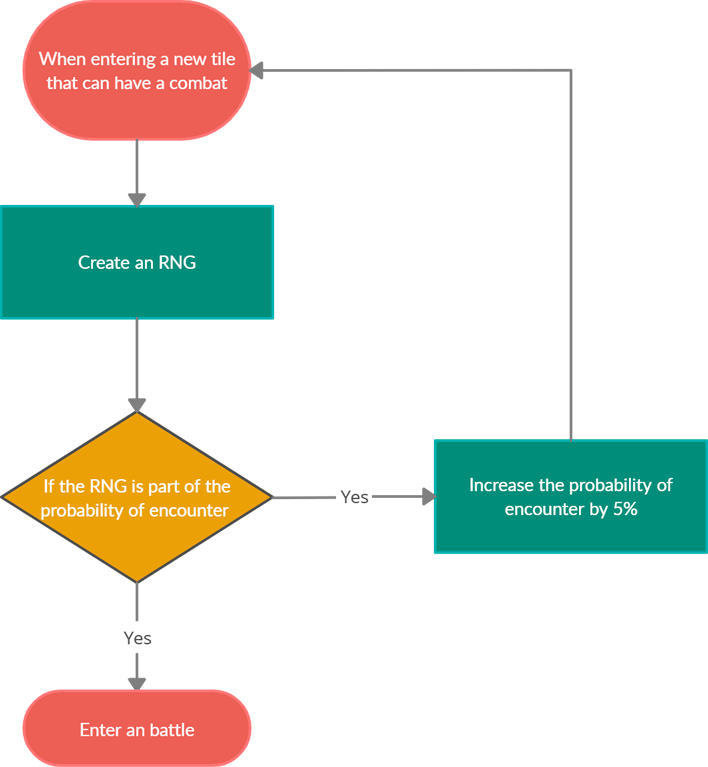 When entering a new tile
that can have a combat
Create an RNG
If the RNG is part of the
probability of encounter
Yes
Increase the probability of
encounter by 5%
Yes
Enter an battle